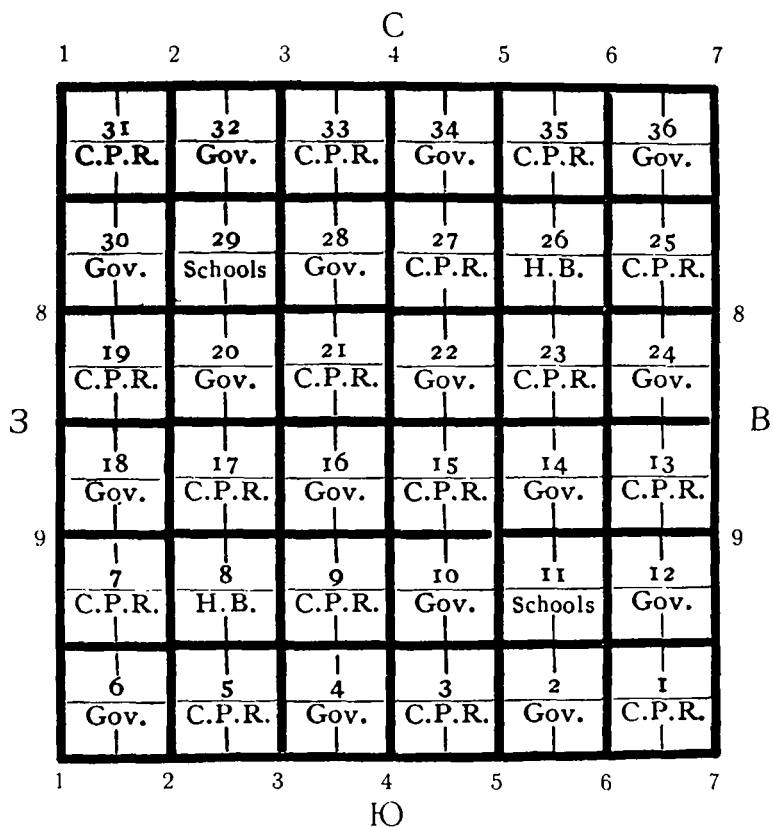 С
1 2 3 4 5 6 7
31 32 33 34 35 36
C.P.R. Gov. C.P.R. Gov. C.P.R. Gov.
30 29 28 27 26 25
Gov. Schools Gov. C.P.R. H.B. C.P.R.
8 8
19 20 21 22 23 24
C.P.R. Gov. C.P.R. Gov. C.P.R. Gov.
З В
18 17 16 15 14 13
Gov. C.P.R. Gov. C.P.R. Gov. C.P.R.
9 9
7 8 9 10 11 12
C.P.R. H.B. C.P.R. Gov. Schools Gov.
6 5 4 3 2 1
Gov. C.P.R. Gov. C.P.R. Gov. C.P.R.
1 2 3 4 5 6 7
Ю